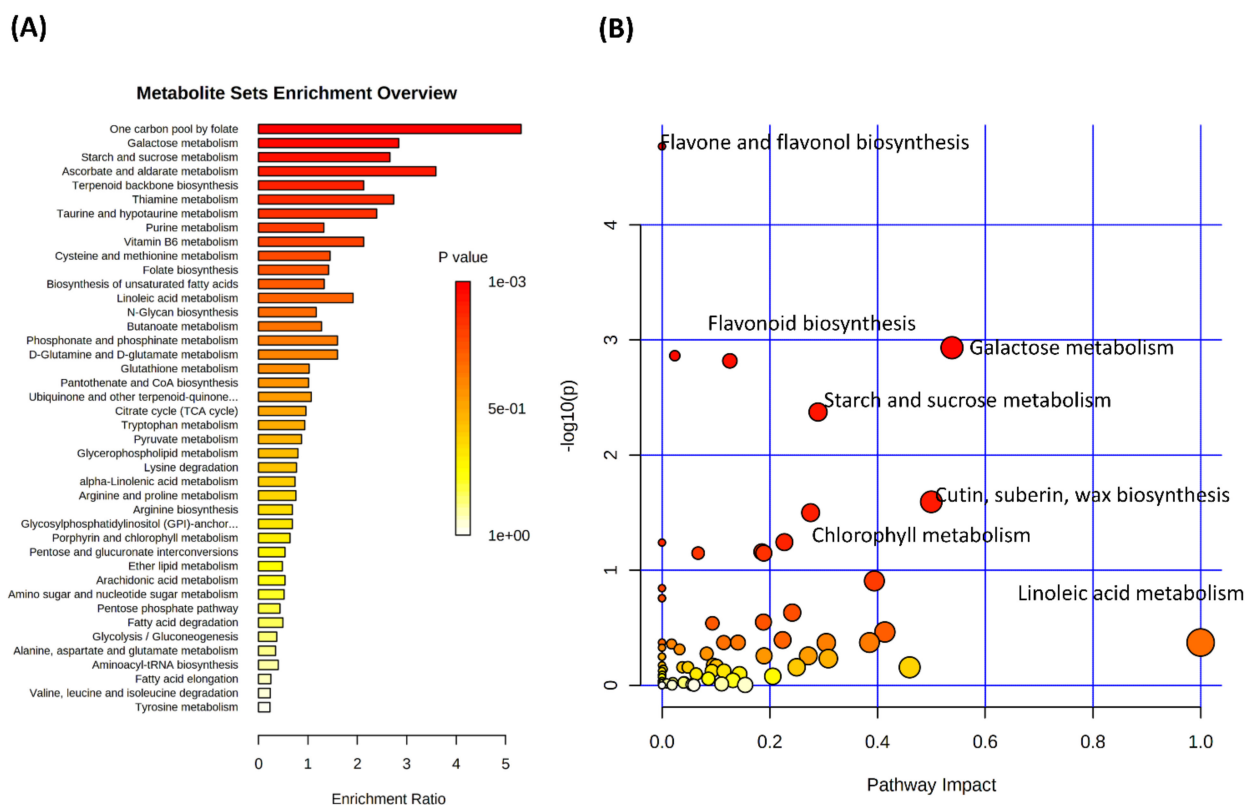 (A)
Metabolite Sets Enrichment Overview
One carbon pool by folate
Galactose metabolism
Starch and sucrose metabolism
Ascorbate and aldarate metabolism
Terpenoid backbone biosynthesis
Thiamine metabolism
Taurine and hypotaurine metabolism
Purine metabolism
Vitamin B6 metabolism
Cysteine and methionine metabolism
Folate biosynthesis
Biosynthesis of unsaturated fatty acids
Linoleic acid metabolism
N-Glycan biosynthesis
Butanoate metabolism
Phosphonate and phosphinate metabolism
D-Glutamine and D-glutamate metabolism
Glutathione metabolism
Pantothenate and CoA biosynthesis
Ubiquinone and other terpenoid-quinone...
Citrate cycle (TCA cycle)
Tryptophan metabolism
Pyruvate metabolism
Glycerophospholipid metabolism
Lysine degradation
alpha-Linolenic acid metabolism
Arginine and proline metabolism
Arginine biosynthesis
Glycosylphosphatidylinositol (GPI)-anchor...
Porphyrin and chlorophyll metabolism
Pentose and glucuronate interconversions
Ether lipid metabolism
Arachidonic acid metabolism
Amino sugar and nucleotide sugar metabolism
Pentose phosphate pathway
Fatty acid degradation
Glycolysis / Gluconeogenesis
Alanine, aspartate and glutamate metabolism
Aminoacyl-tRNA biosynthesis
Fatty acid elongation
Valine, leucine and isoleucine degradation
Tyrosine metabolism
P value
1e-03
5e-01
1e+00
0 1 2 3 4 5
Enrichment Ratio
(B)
Flavone and flavonol biosynthesis
Flavonoid biosynthesis
Galactose metabolism
Starch and sucrose metabolism
Cutin, suberin, wax biosynthesis
Chlorophyll metabolism
Linoleic acid metabolism
-log10(p)
4
3
2
1
0
0.0 0.2 0.4 0.6 0.8 1.0
Pathway Impact